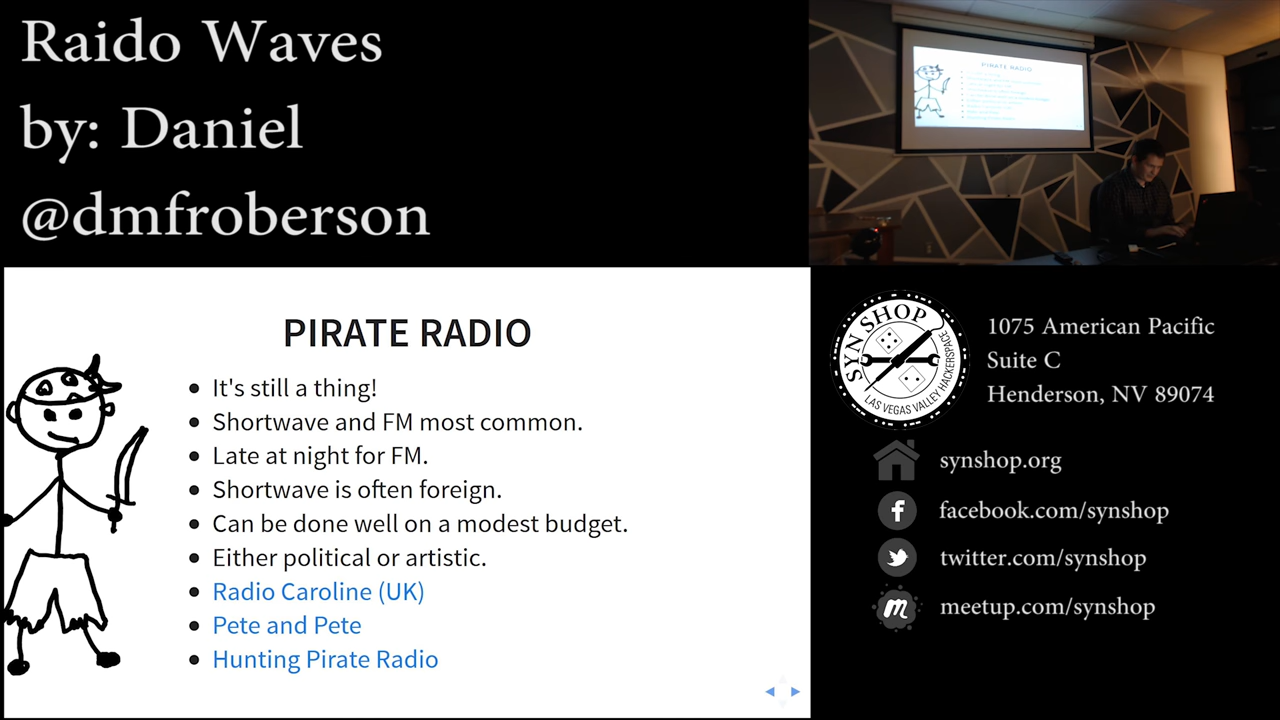 Raido Waves
by: Daniel
@dmfroberson
PIRATE RADIO
PIRATE RADIO
It's still a thing!
Shortwave and FM most common.
Late at night for FM.
Shortwave is often foreign.
Can be done well on a modest budget.
Either political or artistic.
Radio Caroline (UK)
Pete and Pete
Hunting Pirate Radio
SYN SHOP
LAS VEGAS VALLEY HACKERSPACE
1075 American Pacific
Suite C
Henderson, NV 89074
synshop.org
facebook.com/synshop
twitter.com/synshop
meetup.com/synshop